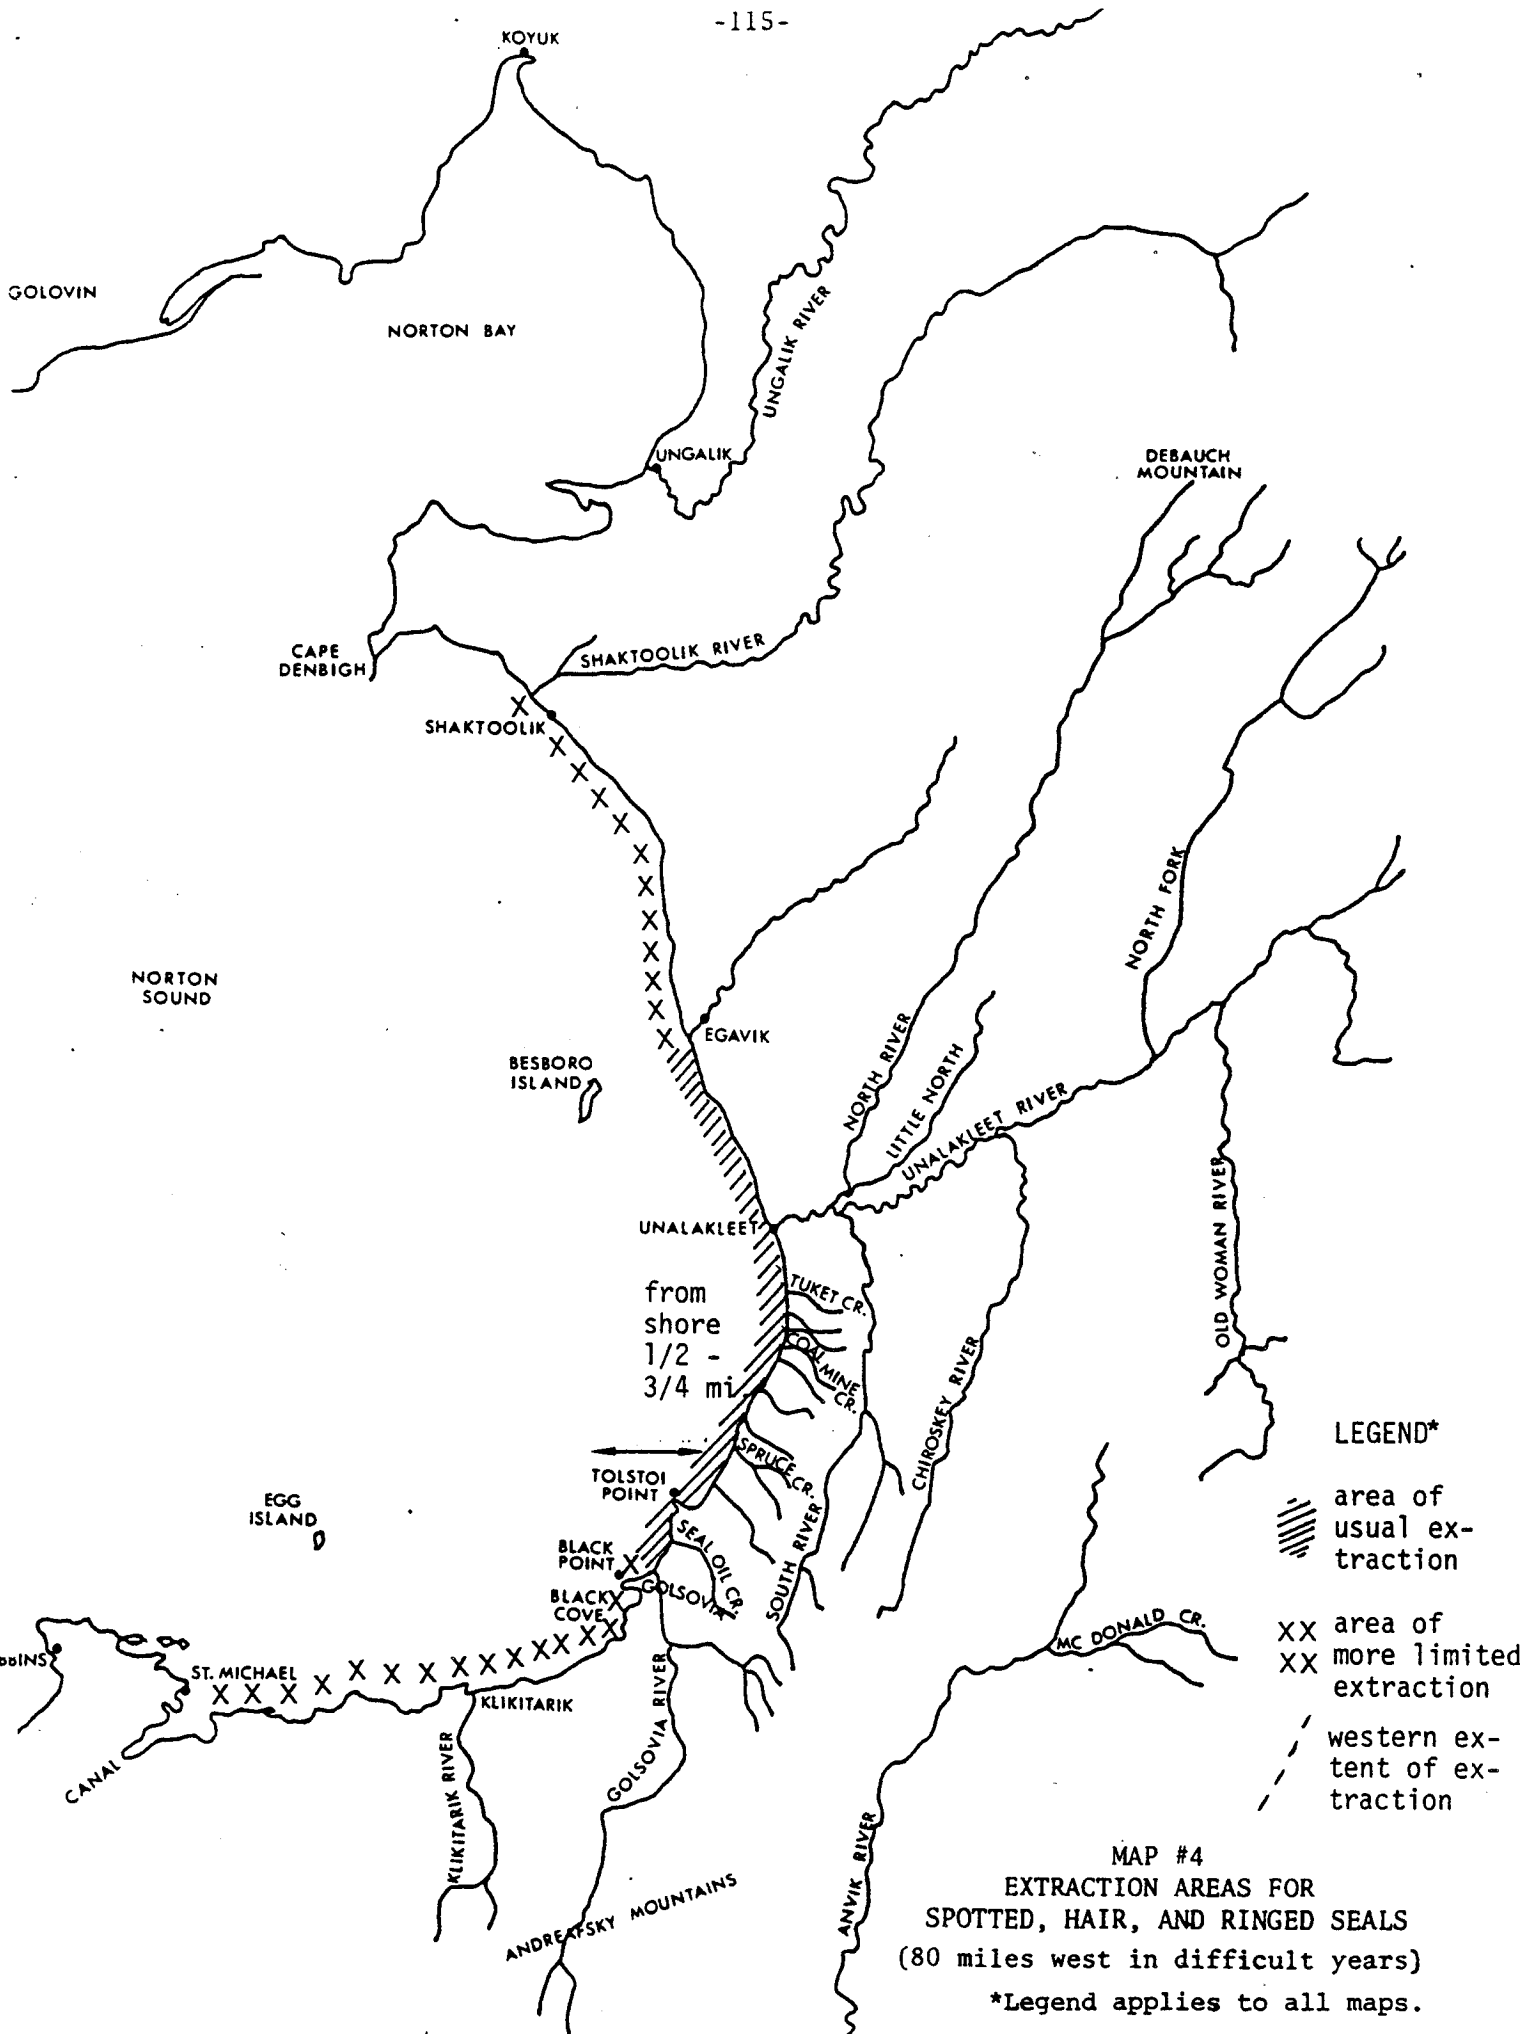 -115-
KOYUK
GOLOVIN
NORTON BAY
UNGALIK RIVER
UNGALIK
DEBAUCH
MOUNTAIN
CAPE
DENBIGH
SHAKTOOLIK RIVER
X
SHAKTOOLIK
X
X
X
X
X
X
X
X
X
X
X
NORTH FORK
NORTON
SOUND
EGAVIK
BESBORO
ISLAND
NORTH RIVER
LITTLE NORTH
UNALAKLEET RIVER
OLD WOMAN RIVER
UNALAKLEET
from
shore
1/2 -
3/4 mi.
TUKET CR.
COAL MINE
CR.
CHIROSKEY RIVER
SPRUCE CR.
TOLSTOI
POINT
EGG
ISLAND
SEAL OIL CR.
SOUTH RIVER
BLACK
POINT
X
GOLSOVIA
BLACK
COVE
X
X X X X X X X X X X X X X X
ST. MICHAEL
KLIKITARIK
CANAL
KLIKITARIK RIVER
GOLSOVIA RIVER
MC DONALD CR.
ANDREAFSKY MOUNTAINS
ANVIK RIVER
LEGEND*
area of
usual ex-
traction
XX area of
XX more limited
extraction
western ex-
tent of ex-
traction
MAP #4
EXTRACTION AREAS FOR
SPOTTED, HAIR, AND RINGED SEALS
(80 miles west in difficult years)
*Legend applies to all maps.